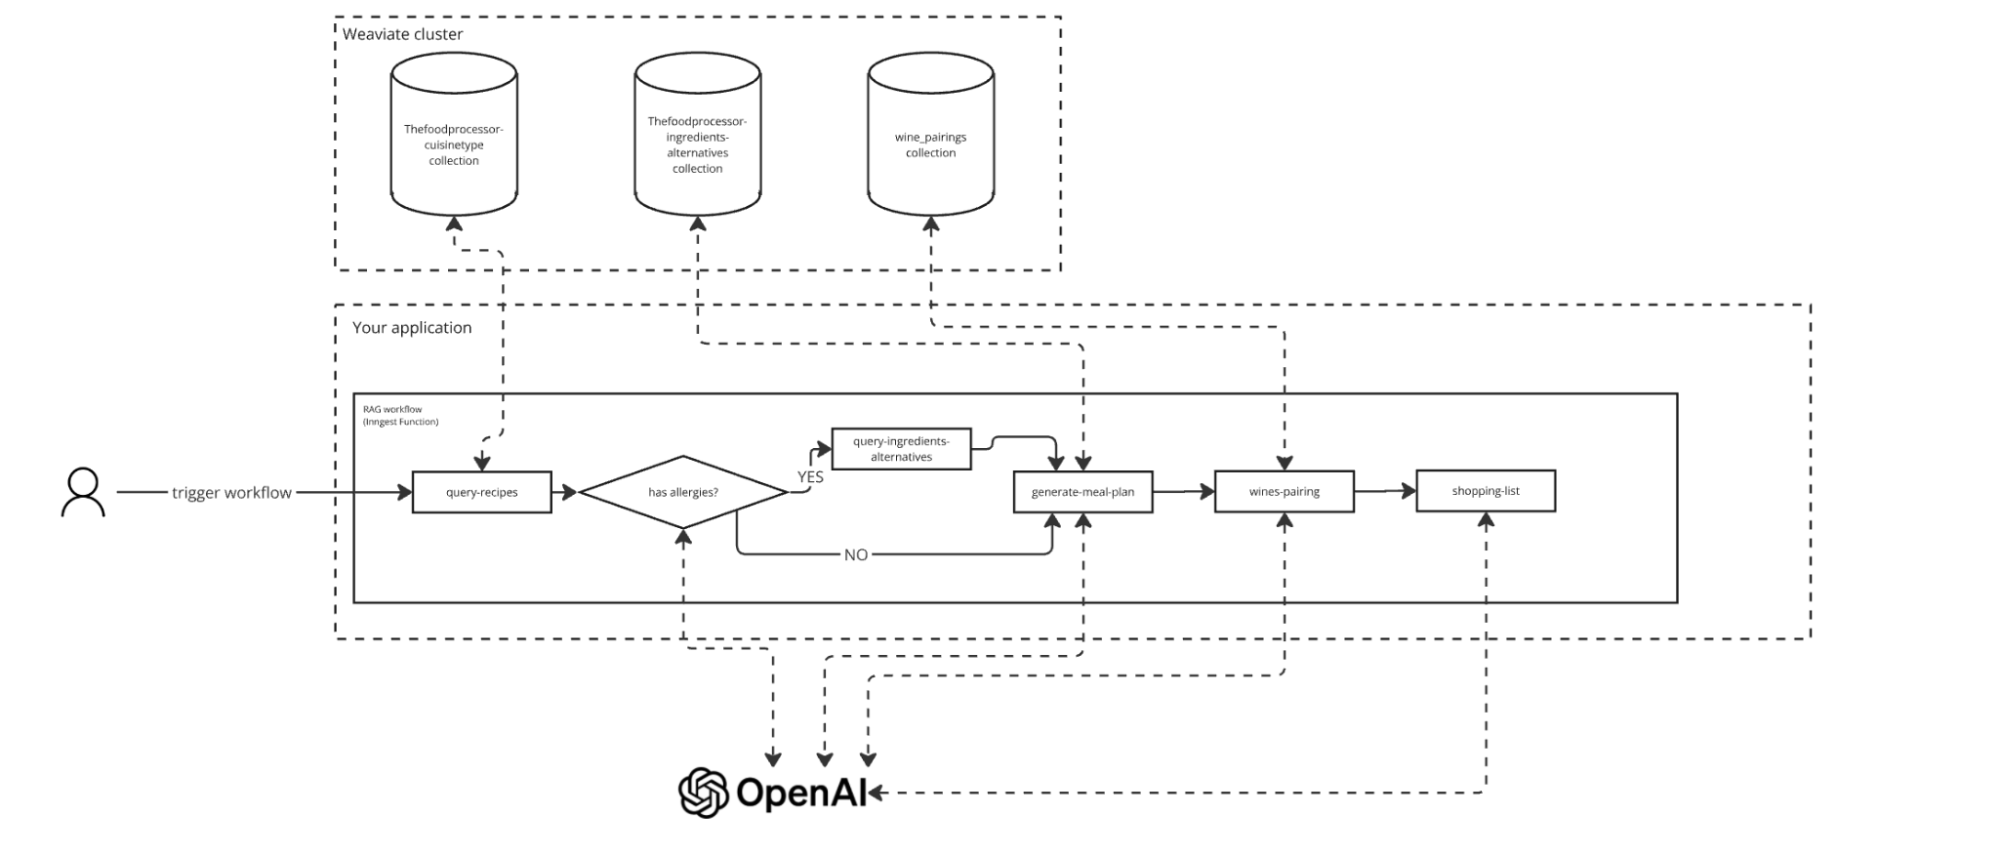 Weaviate cluster
Thefoodprocessor-
cuisinetype
collection
Thefoodprocessor-
ingredients-
alternatives
collection
wine_pairings
collection
Your application
RAG workflow
(Inngest Function)
trigger workflow
query-recipes
has allergies?
YES
query-ingredients-
alternatives
NO
generate-meal-plan
wines-pairing
shopping-list
OpenAI